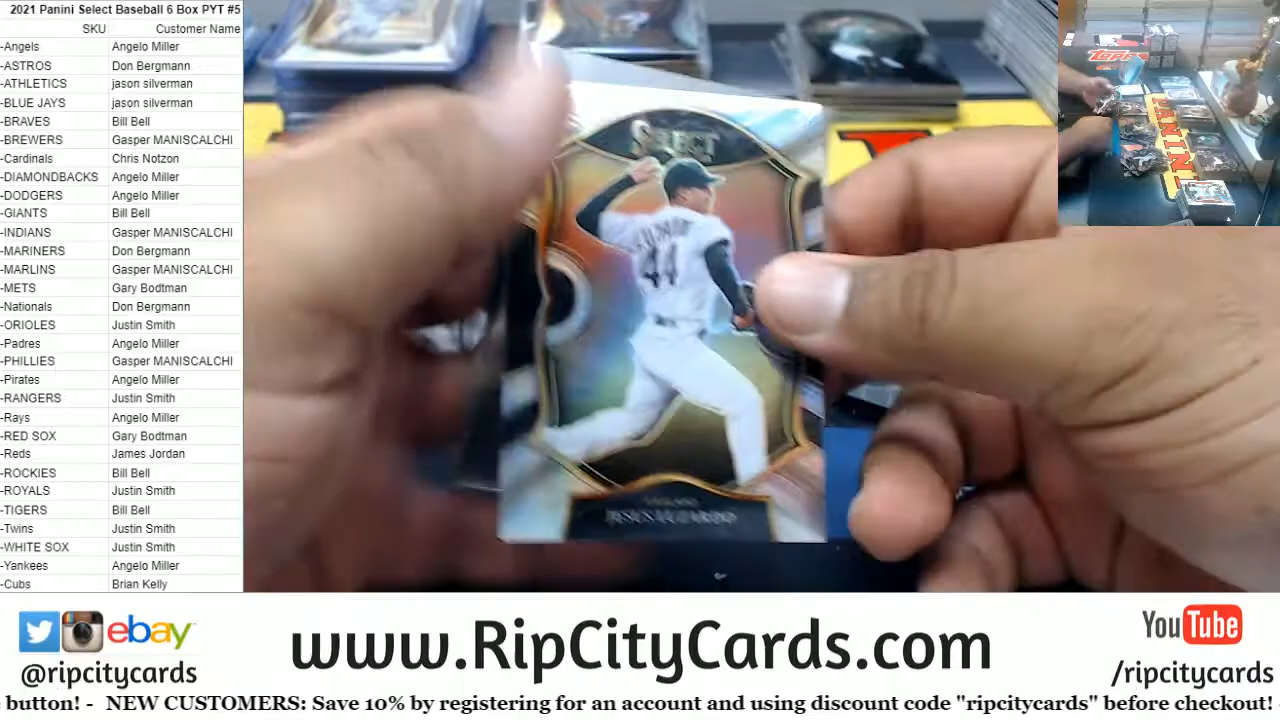 2021 Panini Select Baseball 6 Box PYT #5
SKU Customer Name
-Angels Angelo Miller
-ASTROS Don Bergmann
-ATHLETICS jason silverman
-BLUE JAYS jason silverman
-BRAVES Bill Bell
-BREWERS Gasper MANISCALCHI
-Cardinals Chris Notzon
-DIAMONDBACKS Angelo Miller
-DODGERS Angelo Miller
-GIANTS Bill Bell
-INDIANS Gasper MANISCALCHI
-MARINERS Don Bergmann
-MARLINS Gasper MANISCALCHI
-METS Gary Bodtman
-Nationals Don Bergmann
-ORIOLES Justin Smith
-Padres Angelo Miller
-PHILLIES Gasper MANISCALCHI
-Pirates Angelo Miller
-RANGERS Justin Smith
-Rays Angelo Miller
-RED SOX Gary Bodtman
-Reds James Jordan
-ROCKIES Bill Bell
-ROYALS Justin Smith
-TIGERS Bill Bell
-Twins Justin Smith
-WHITE SOX Justin Smith
-Yankees Angelo Miller
-Cubs Brian Kelly
SELECT
44
JESUS LUZARDO
Topps
PANINI
ebay
@ripcitycards
www.RipCityCards.com
YouTube
/ripcitycards
e button! - NEW CUSTOMERS: Save 10% by registering for an account and using discount code "ripcitycards" before checkout! -